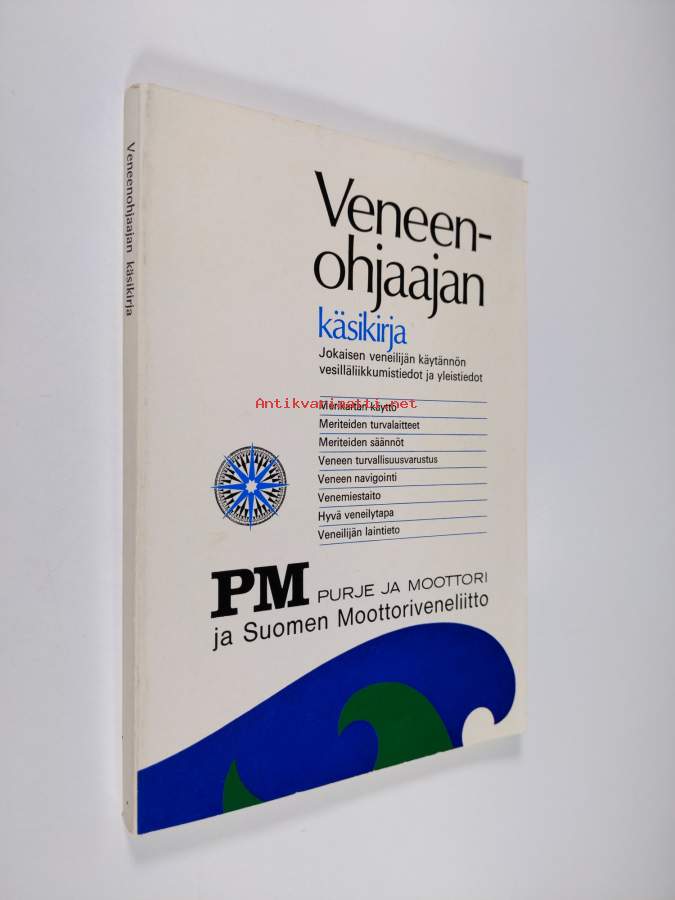 Veneenohjaajan käsikirja
Veneen-
ohjaajan
käsikirja
Jokaisen veneilijän käytännön
vesilläliikkumistiedot ja yleistiedot
Antikvariaatti.net
Merikartan käyttö
Meriteiden turvalaitteet
Meriteiden säännöt
Veneen turvallisuusvarustus
Veneen navigointi
Venemiestaito
Hyvä veneilytapa
Veneilijän laintieto
PM PURJE JA MOOTTORI
ja Suomen Moottoriveneliitto